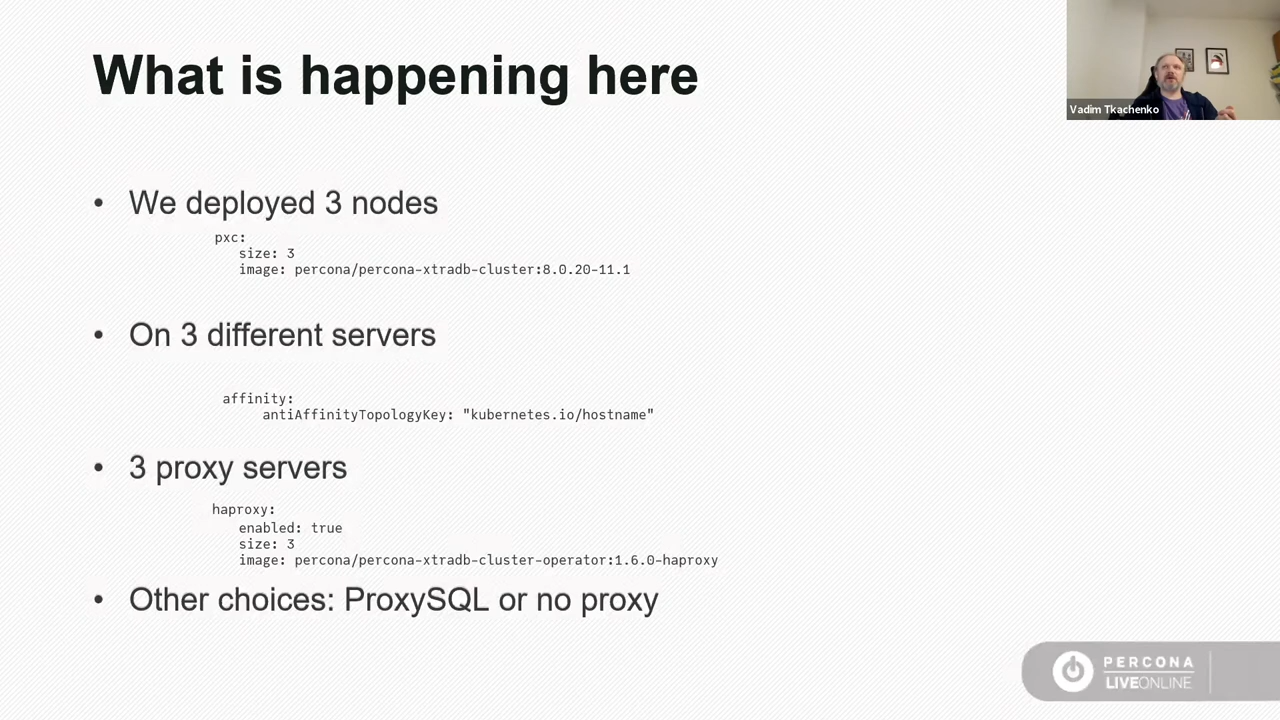 What is happening here
Vadim Tkachenko
• We deployed 3 nodes
pxc:
size: 3
image: percona/percona-xtradb-cluster:8.0.20-11.1
• On 3 different servers
affinity:
antiAffinityTopologyKey: "kubernetes.io/hostname"
• 3 proxy servers
haproxy:
enabled: true
size: 3
image: percona/percona-xtradb-cluster-operator:1.6.0-haproxy
• Other choices: ProxySQL or no proxy
PERCONA
LIVEONLINE